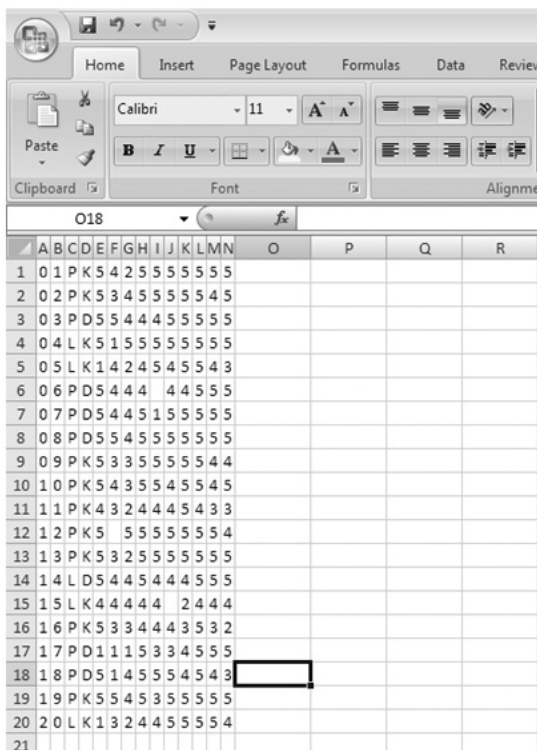 Home Insert Page Layout Formulas Data Review
Calibri 11 A A
Paste B I U A
Clipboard Font Alignme
O18 fx
A B C D E F G H I J K L M N O P Q R
1 0 1 P K 5 4 2 5 5 5 5 5 5 5
2 0 2 P K 5 3 4 5 5 5 5 5 4 5
3 0 3 P D 5 5 4 4 4 5 5 5 5 5
4 0 4 L K 5 1 5 5 5 5 5 5 5 5
5 0 5 L K 1 4 2 4 5 4 5 5 4 3
6 0 6 P D 5 4 4 4 4 4 5 5 5
7 0 7 P D 5 4 4 5 1 5 5 5 5 5
8 0 8 P D 5 5 4 5 5 5 5 5 5 5
9 0 9 P K 5 3 3 5 5 5 5 5 4 4
10 1 0 P K 5 4 3 5 5 4 5 5 4 5
11 1 1 P K 4 3 2 4 4 4 5 4 3 3
12 1 2 P K 5 5 5 5 5 5 5 5 4
13 1 3 P K 5 3 2 5 5 5 5 5 5 5
14 1 4 L D 5 4 4 5 4 4 4 5 5 5
15 1 5 L K 4 4 4 4 4 2 4 4 4
16 1 6 P K 5 3 3 4 4 4 3 5 3 2
17 1 7 P D 1 1 1 5 3 3 4 5 5 5
18 1 8 P D 5 1 4 5 5 5 4 5 4 3
19 1 9 P K 5 5 4 5 3 5 5 5 5 5
20 2 0 L K 1 3 2 4 4 5 5 5 5 4
21